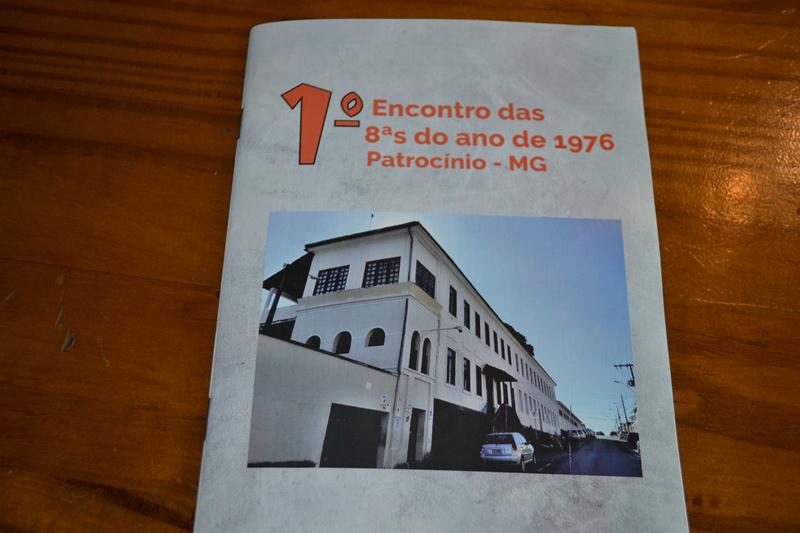 1º Encontro das
8ªs do ano de 1976
Patrocínio - MG